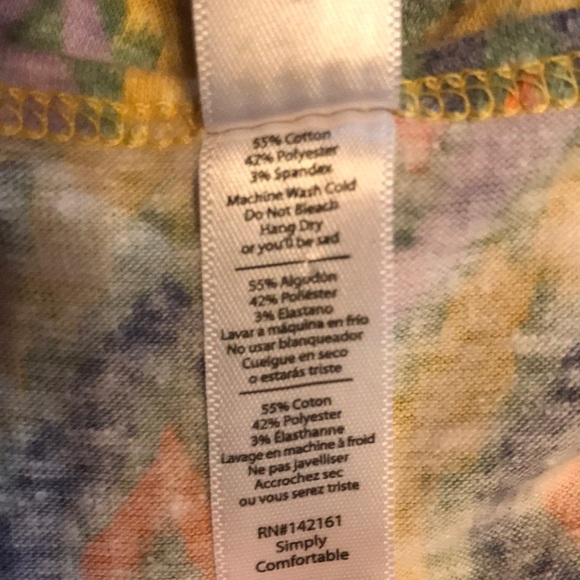 55% Cotton
42% Polyester
3% Spandex
Machine Wash Cold
Do Not Bleach
Hang Dry
or you'll be sad
55% Algodón
42% Poliéster
3% Elastano
Lavar a máquina en frío
No usar blanqueador
Cuelgue en seco
o estarás triste
55% Coton
42% Polyester
3% Élasthanne
Lavage en machine à froid
Ne pas javelliser
Accrochez sec
ou vous serez triste
RN#142161
Simply
Comfortable